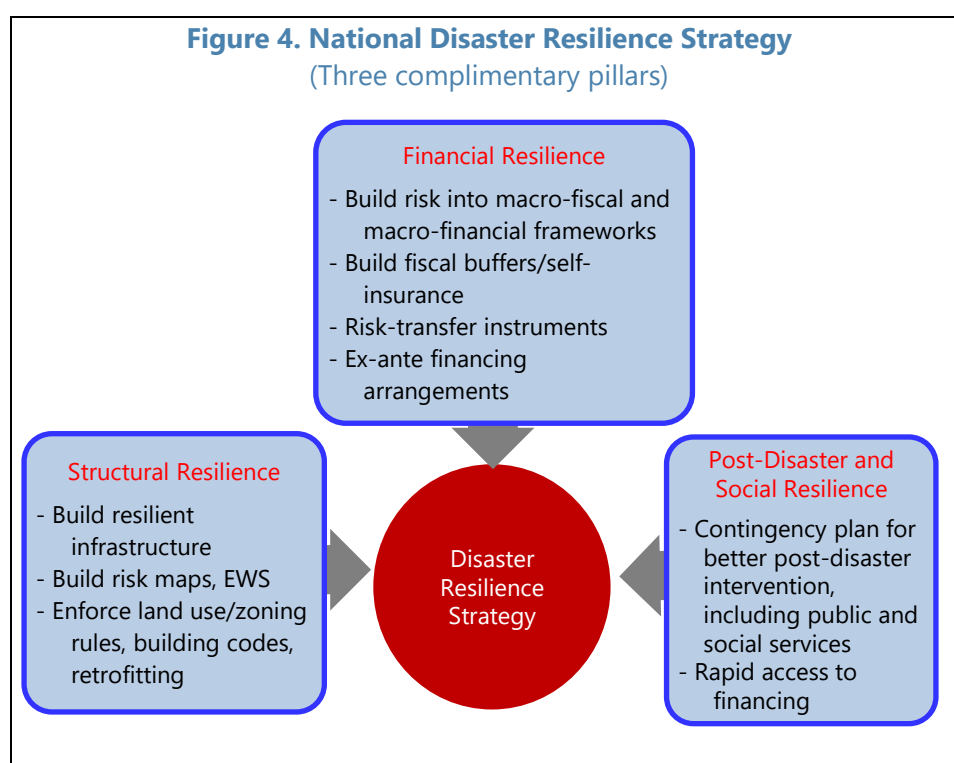 Figure 4. National Disaster Resilience Strategy
(Three complimentary pillars)
Financial Resilience
- Build risk into macro-fiscal and
macro-financial frameworks
- Build fiscal buffers/self-
insurance
- Risk-transfer instruments
- Ex-ante financing
arrangements
Structural Resilience
- Build resilient
infrastructure
- Build risk maps, EWS
- Enforce land use/zoning
rules, building codes,
retrofitting
Disaster
Resilience
Strategy
Post-Disaster and
Social Resilience
- Contingency plan for
better post-disaster
intervention,
including public and
social services
- Rapid access to
financing